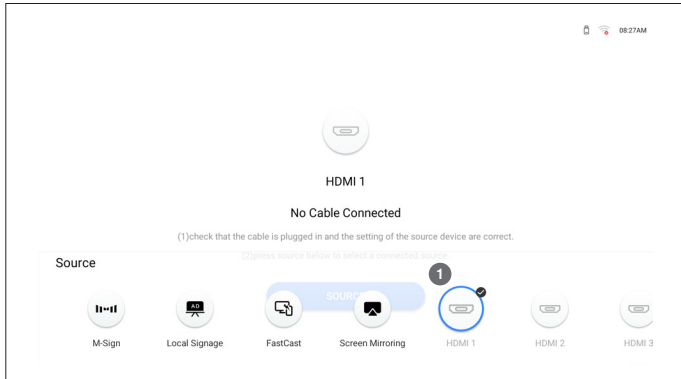 08:27AM
HDMI 1
No Cable Connected
(1)check that the cable is plugged in and the setting of the source device are correct.
(2)press source below to select a connected source.
Source
1
SOURCE
AD
M-Sign
Local Signage
FastCast
Screen Mirroring
HDMI 1
HDMI 2
HDMI 3